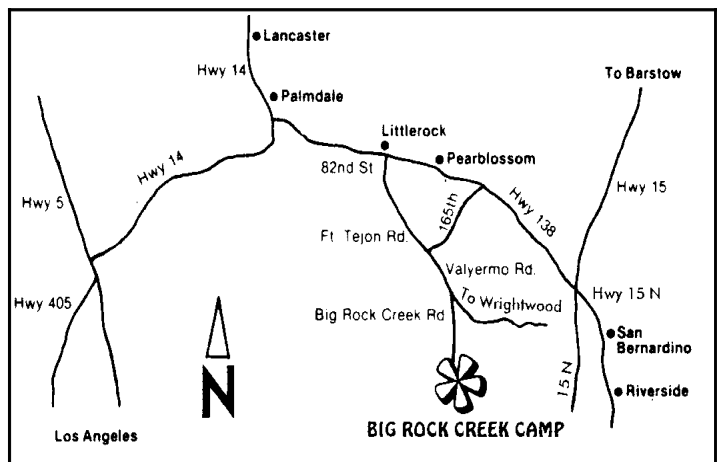 Lancaster
Hwy 14
To Barstow
Palmdale
Littlerock
Pearblossom
82nd St
Hwy 14
Hwy 15
Hwy 5
165th
Hwy 138
Ft. Tejon Rd.
Valyermo Rd.
To Wrightwood
Hwy 15 N
Hwy 405
Big Rock Creek Rd
San
Bernardino
15 N
Riverside
N
BIG ROCK CREEK CAMP
Los Angeles